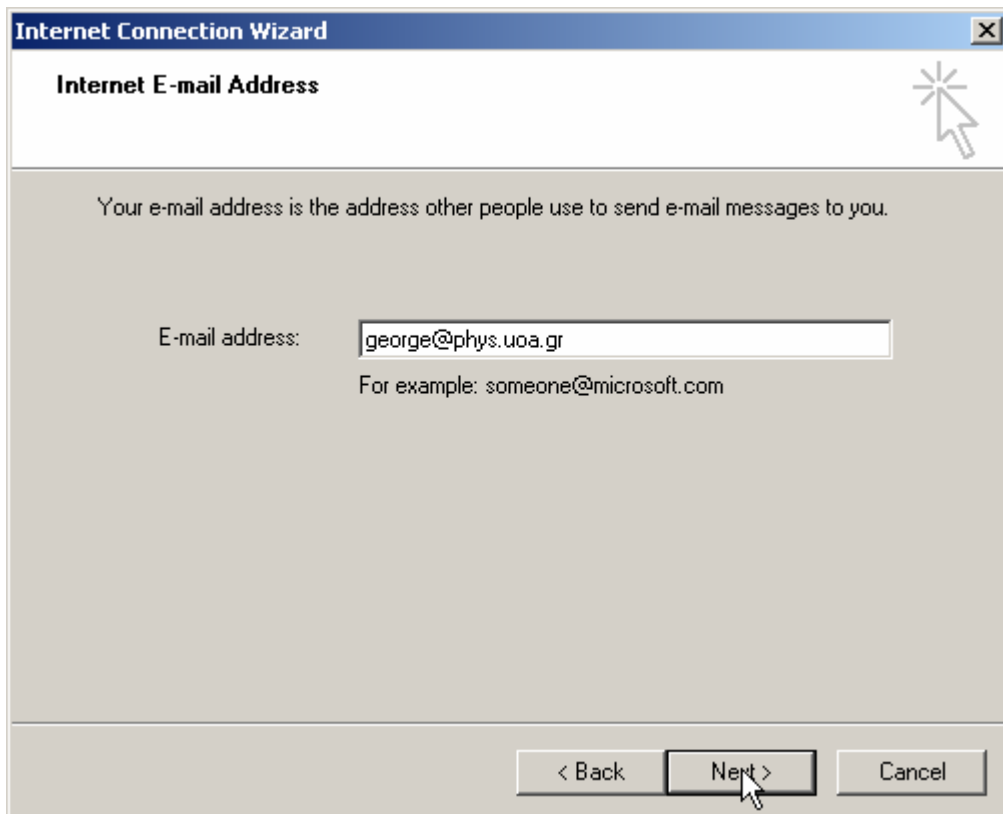 Internet Connection Wizard
Internet E-mail Address
Your e-mail address is the address other people use to send e-mail messages to you.
E-mail address: george@phys.uoa.gr
For example: someone@microsoft.com
< Back Next > Cancel